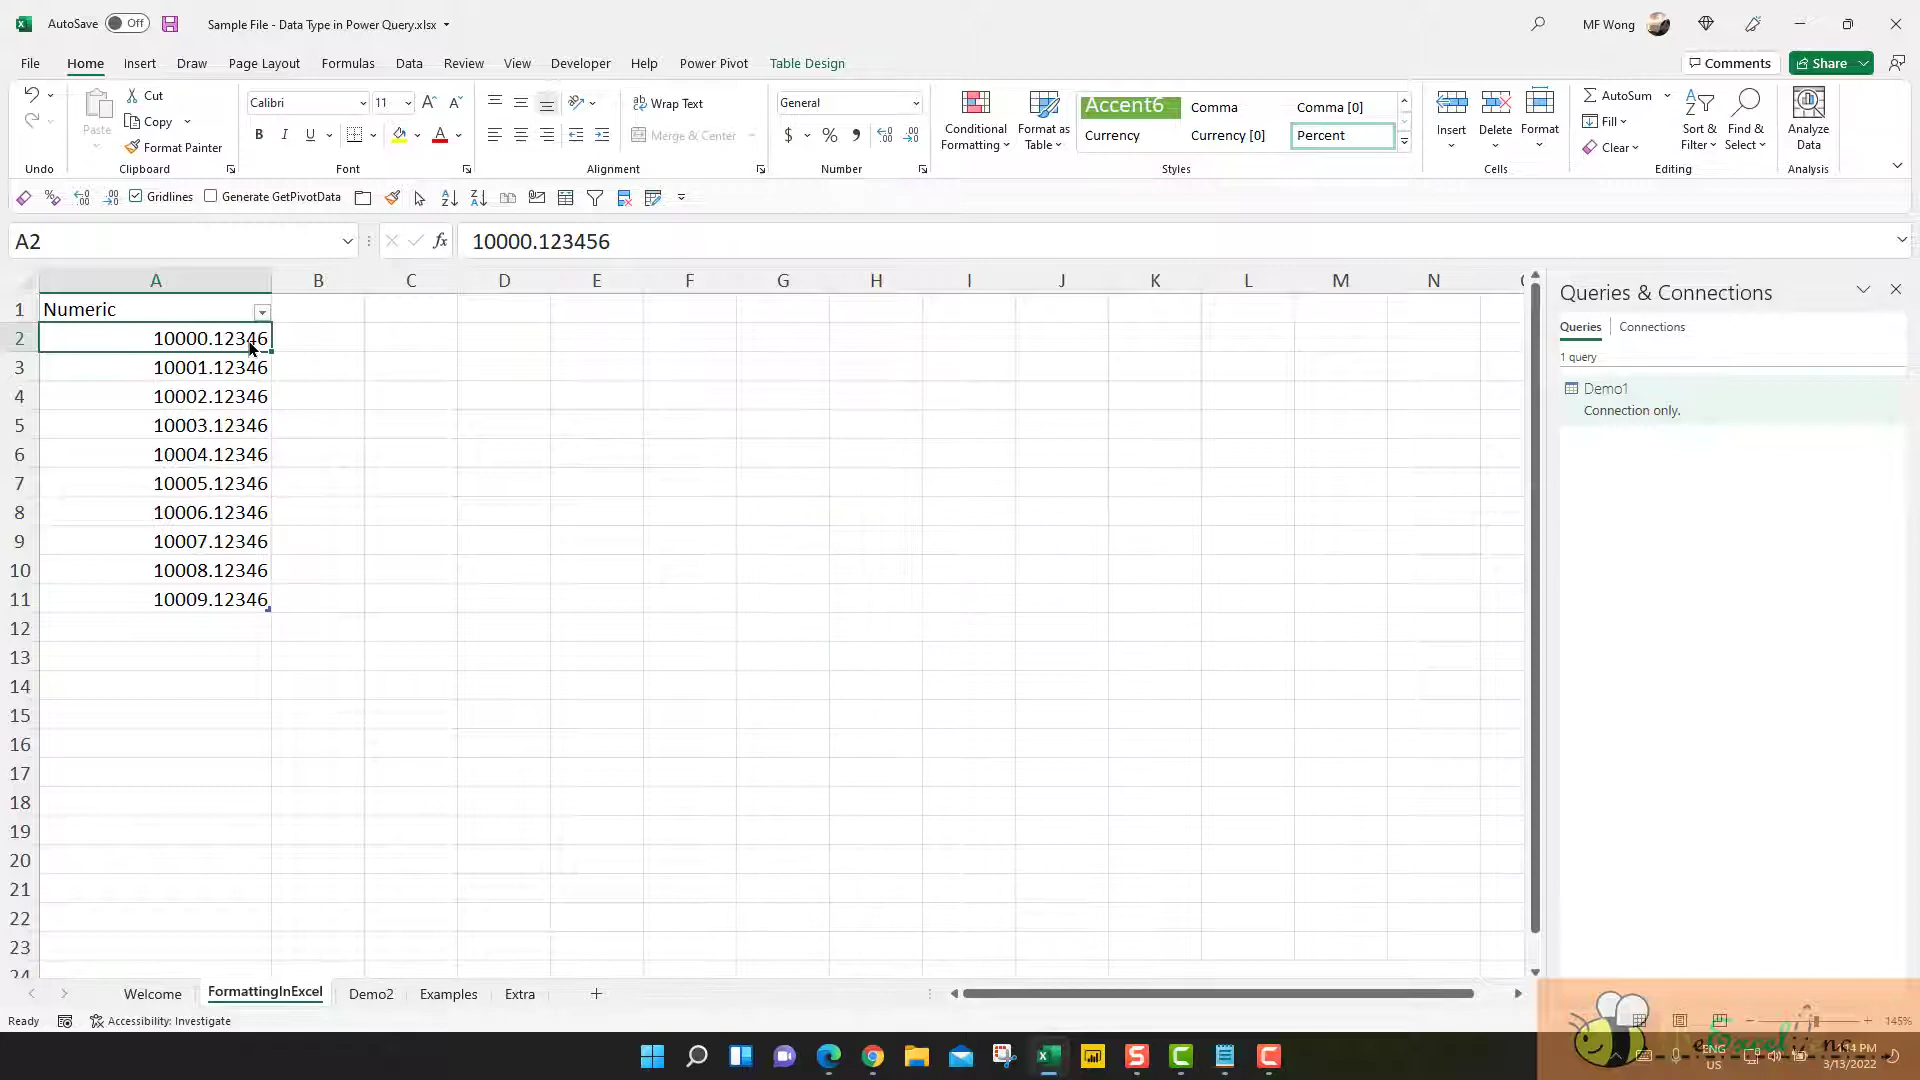 AutoSave Off Sample File - Data Type in Power Query.xlsx MF Wong
File Home Insert Draw Page Layout Formulas Data Review View Developer Help Power Pivot Table Design Comments Share
Cut
Copy
Format Painter
Paste
Undo Clipboard
Calibri 11
B I U
Font
Wrap Text
Merge & Center
Alignment
General
$ % ,
Number
Conditional Formatting
Format as Table
Accent6 Comma Comma [0]
Currency Currency [0] Percent
Styles
Insert Delete Format
Cells
AutoSum
Fill
Clear
Sort & Filter
Find & Select
Editing
Analyze Data
Analysis
Gridlines Generate GetPivotData
A2 fx 10000.123456
A B C D E F G H I J K L M N
1 Numeric
2 10000.12346
3 10001.12346
4 10002.12346
5 10003.12346
6 10004.12346
7 10005.12346
8 10006.12346
9 10007.12346
10 10008.12346
11 10009.12346
12
13
14
15
16
17
18
19
20
21
22
23
24
Queries & Connections
Queries Connections
1 query
Demo1
Connection only.
Welcome FormattingInExcel Demo2 Examples Extra
Ready Accessibility: Investigate 145%
ENG
US
14 PM
3/13/2022